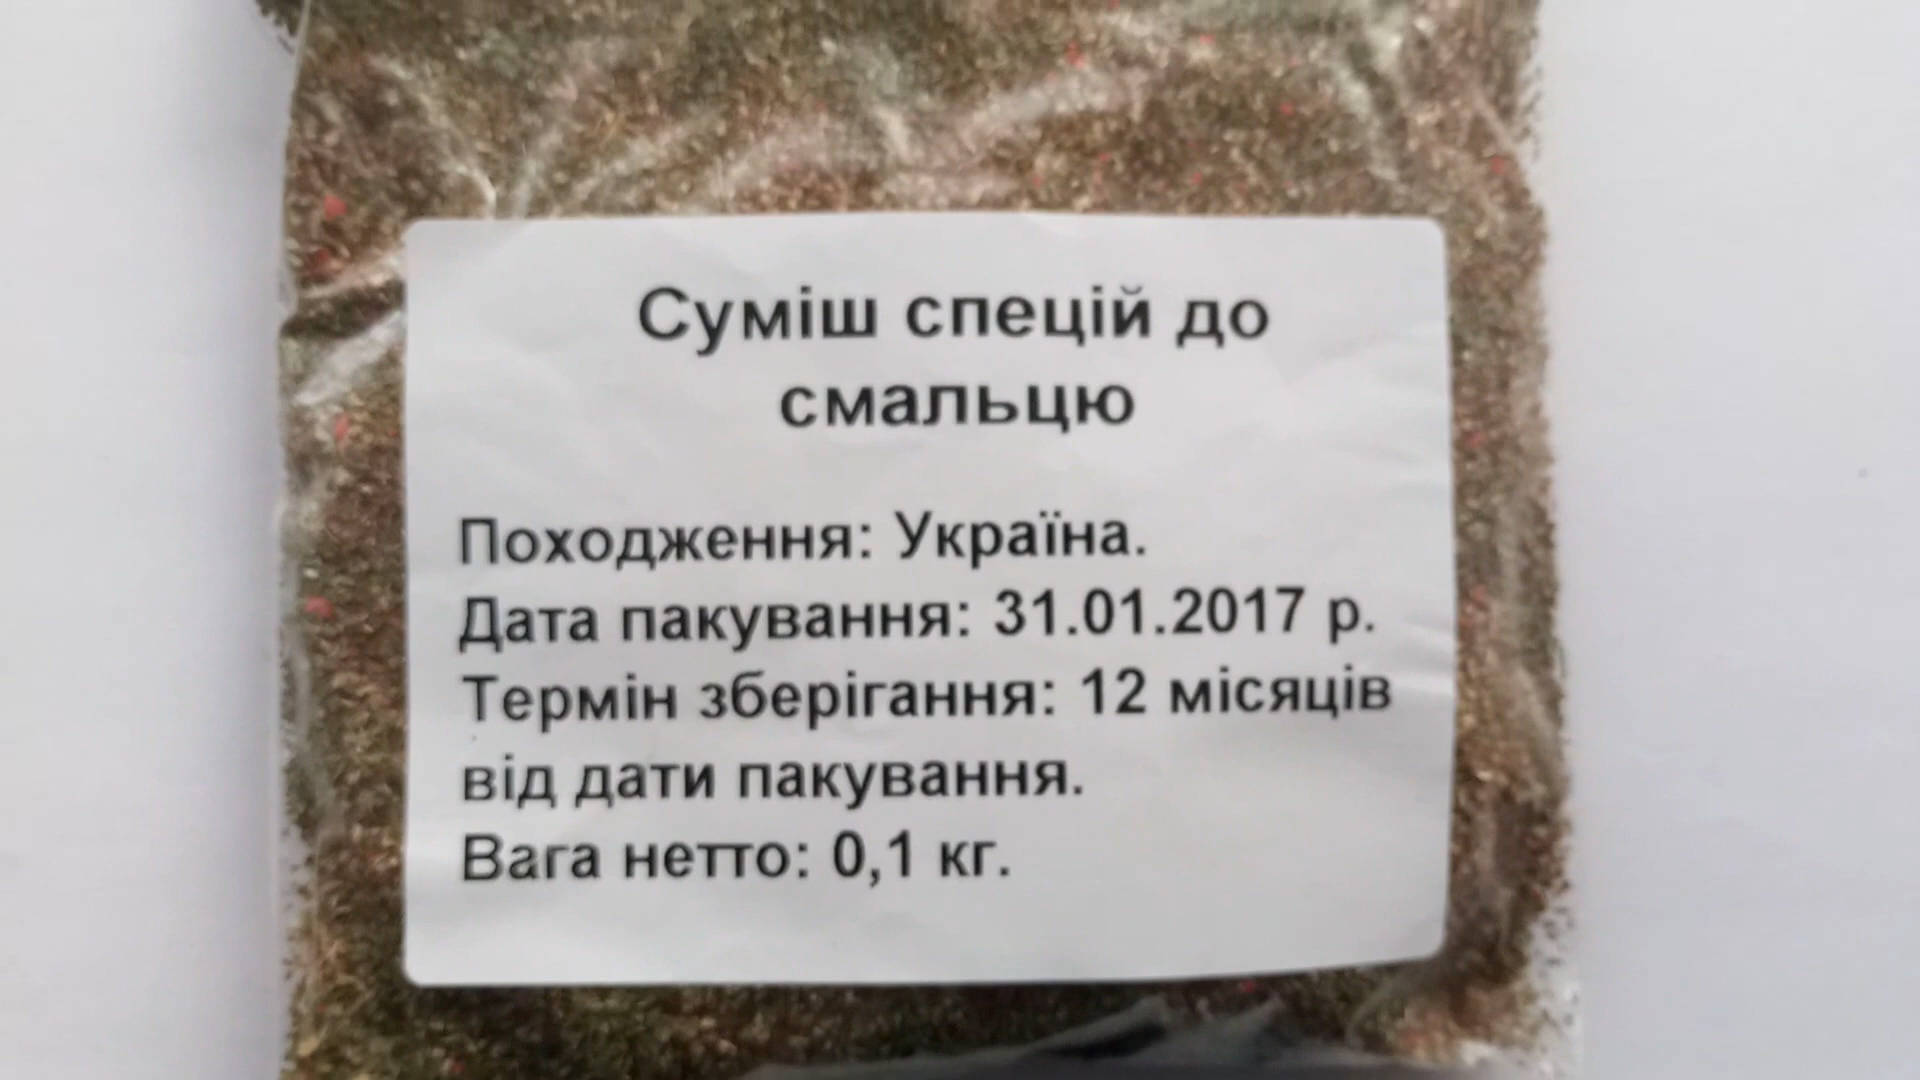 Суміш спецій до
смальцю
Походження: Україна.
Дата пакування: 31.01.2017 р.
Термін зберігання: 12 місяців
від дати пакування.
Вага нетто: 0,1 кг.